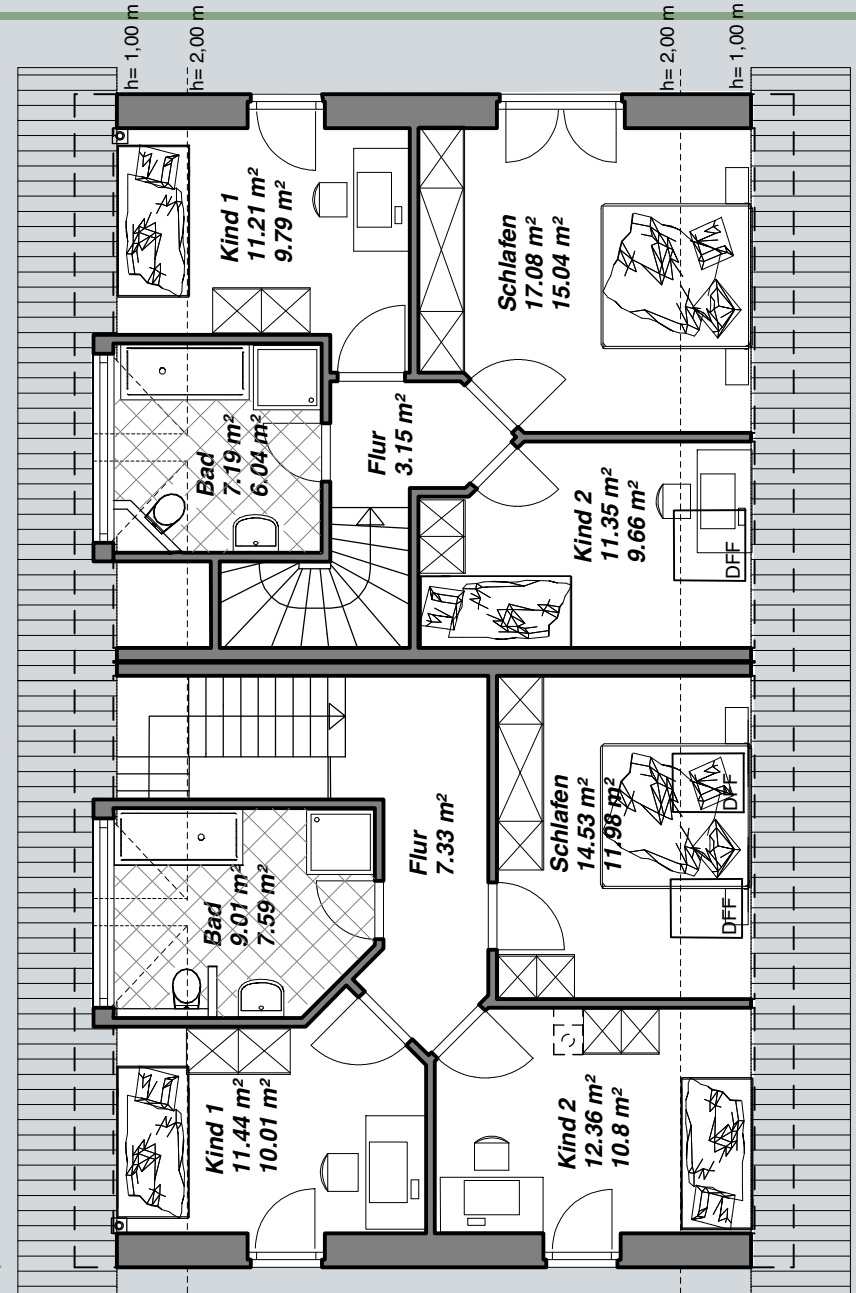 h= 1,00 m
h= 2,00 m
h= 2,00 m
h= 1,00 m
Kind 1
11.21 m²
9.79 m²
Schlafen
17.08 m²
15.04 m²
Bad
7.19 m²
6.04 m²
Flur
3.15 m²
Kind 2
11.35 m²
9.66 m²
DFF
Schlafen
14.53 m²
11.98 m²
DFF
DFF
Flur
7.33 m²
Bad
9.01 m²
7.59 m²
Kind 1
11.44 m²
10.01 m²
Kind 2
12.36 m²
10.8 m²